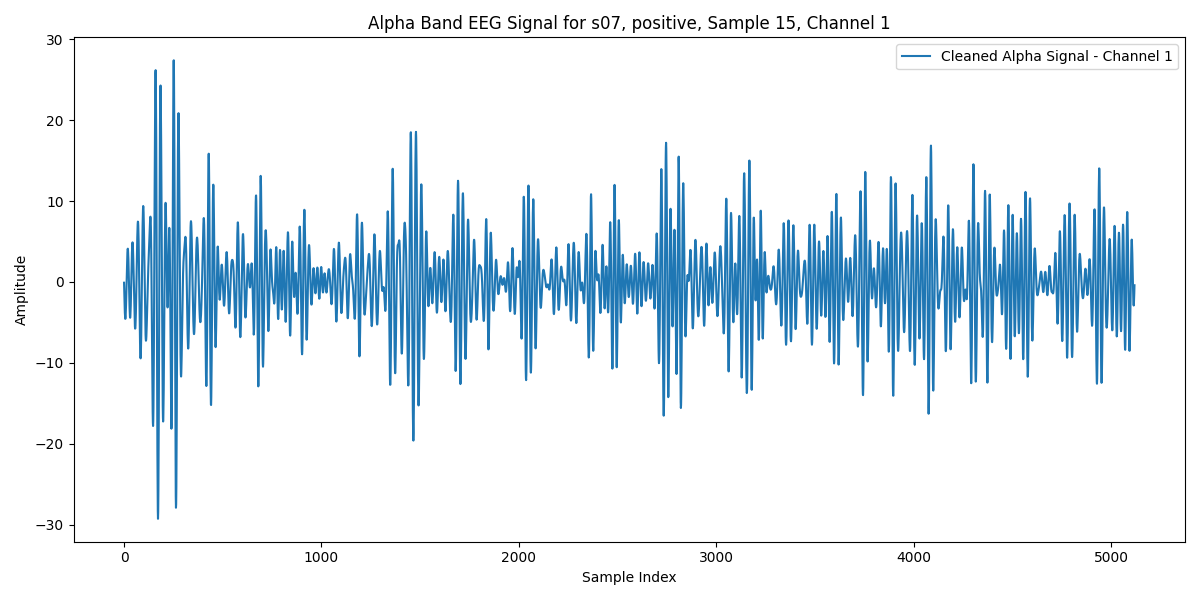 Alpha Band EEG Signal for s07, positive, Sample 15, Channel 1
Cleaned Alpha Signal - Channel 1
30
20
10
0
−10
−20
−30
Amplitude
0 1000 2000 3000 4000 5000
Sample Index